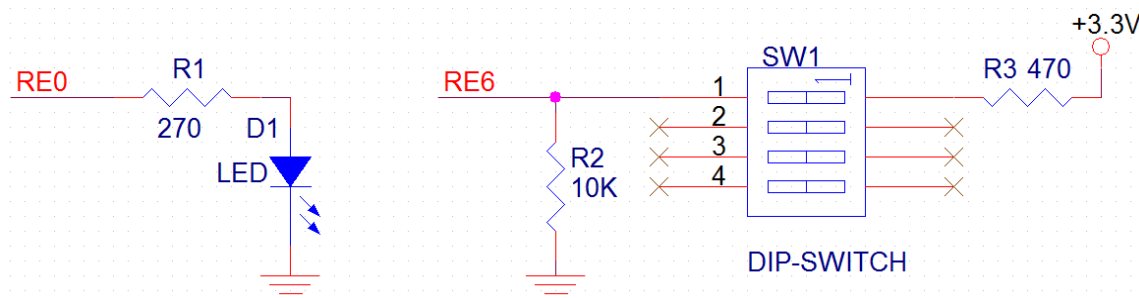 +3.3V
R1
SW1
R3 470
RE0
RE6
1
1
270
D1
2
LED
R2
3
10K
4
DIP-SWITCH